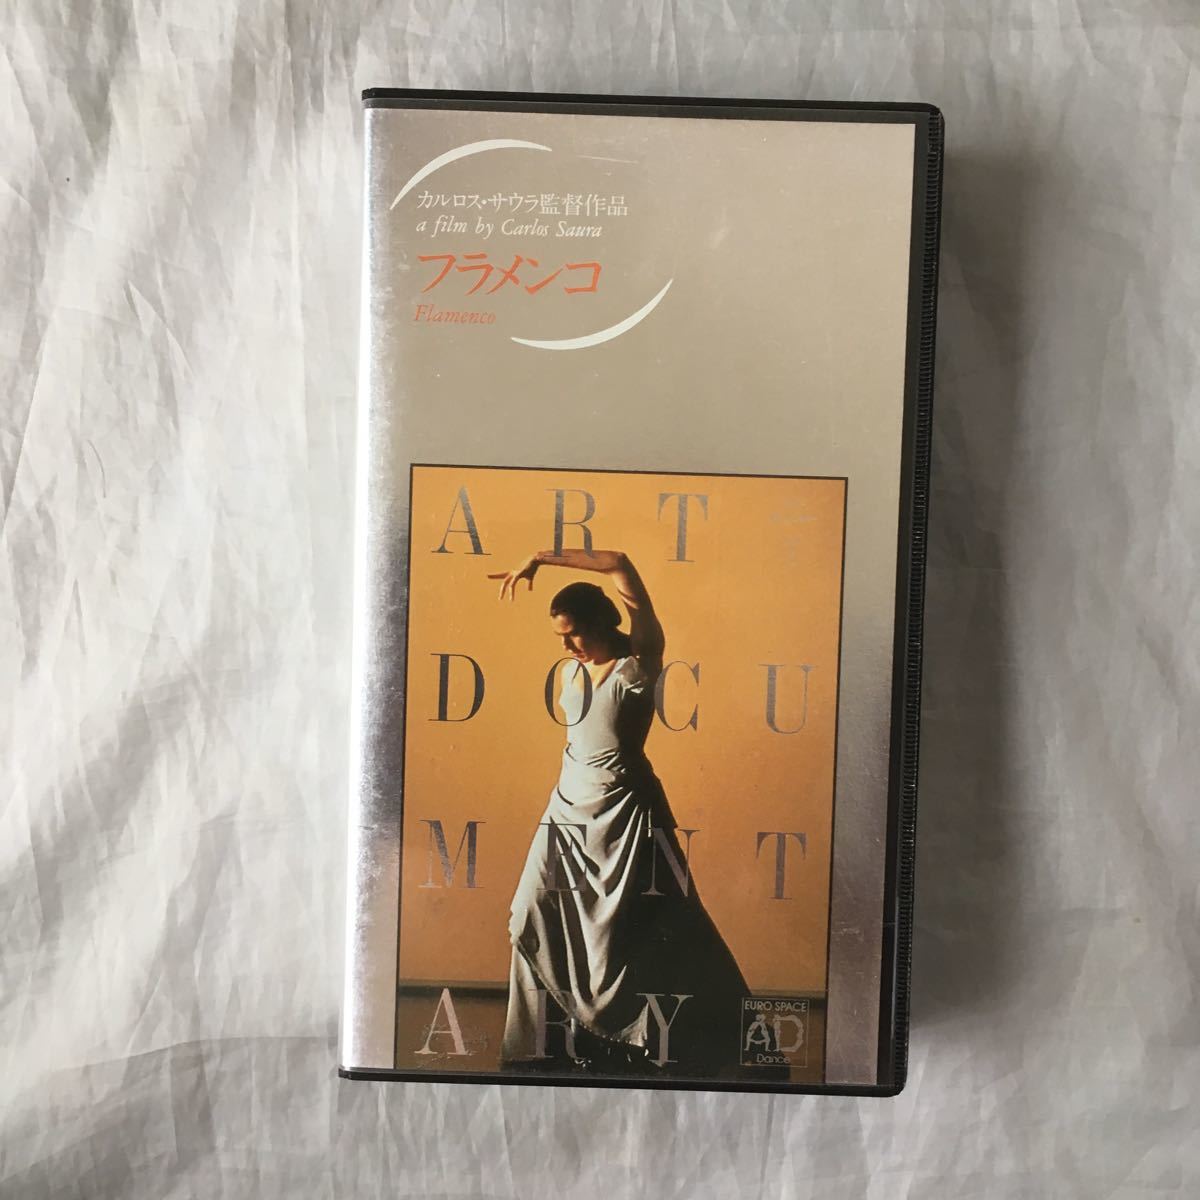 カルロス・サウラ監督作品
a film by Carlos Saura
フラメンコ
Flamenco
ART
DOCU
MENT
ARY
EURO SPACE
AD
Dance